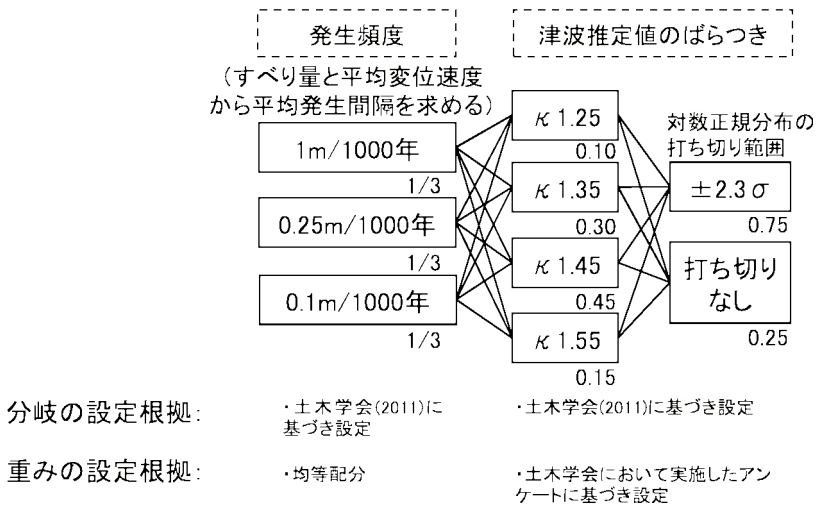 発生頻度
津波推定値のばらつき
(すべり量と平均変位速度
から平均発生間隔を求める)
1m/1000年
1/3
0.25m/1000年
1/3
0.1m/1000年
1/3
κ1.25
0.10
κ1.35
0.30
κ1.45
0.45
κ1.55
0.15
対数正規分布の
打ち切り範囲
±2.3σ
0.75
打ち切り
なし
0.25
分岐の設定根拠:
・土木学会(2011)に
基づき設定
・土木学会(2011)に基づき設定
重みの設定根拠:
・均等配分
・土木学会において実施したアン
ケートに基づき設定